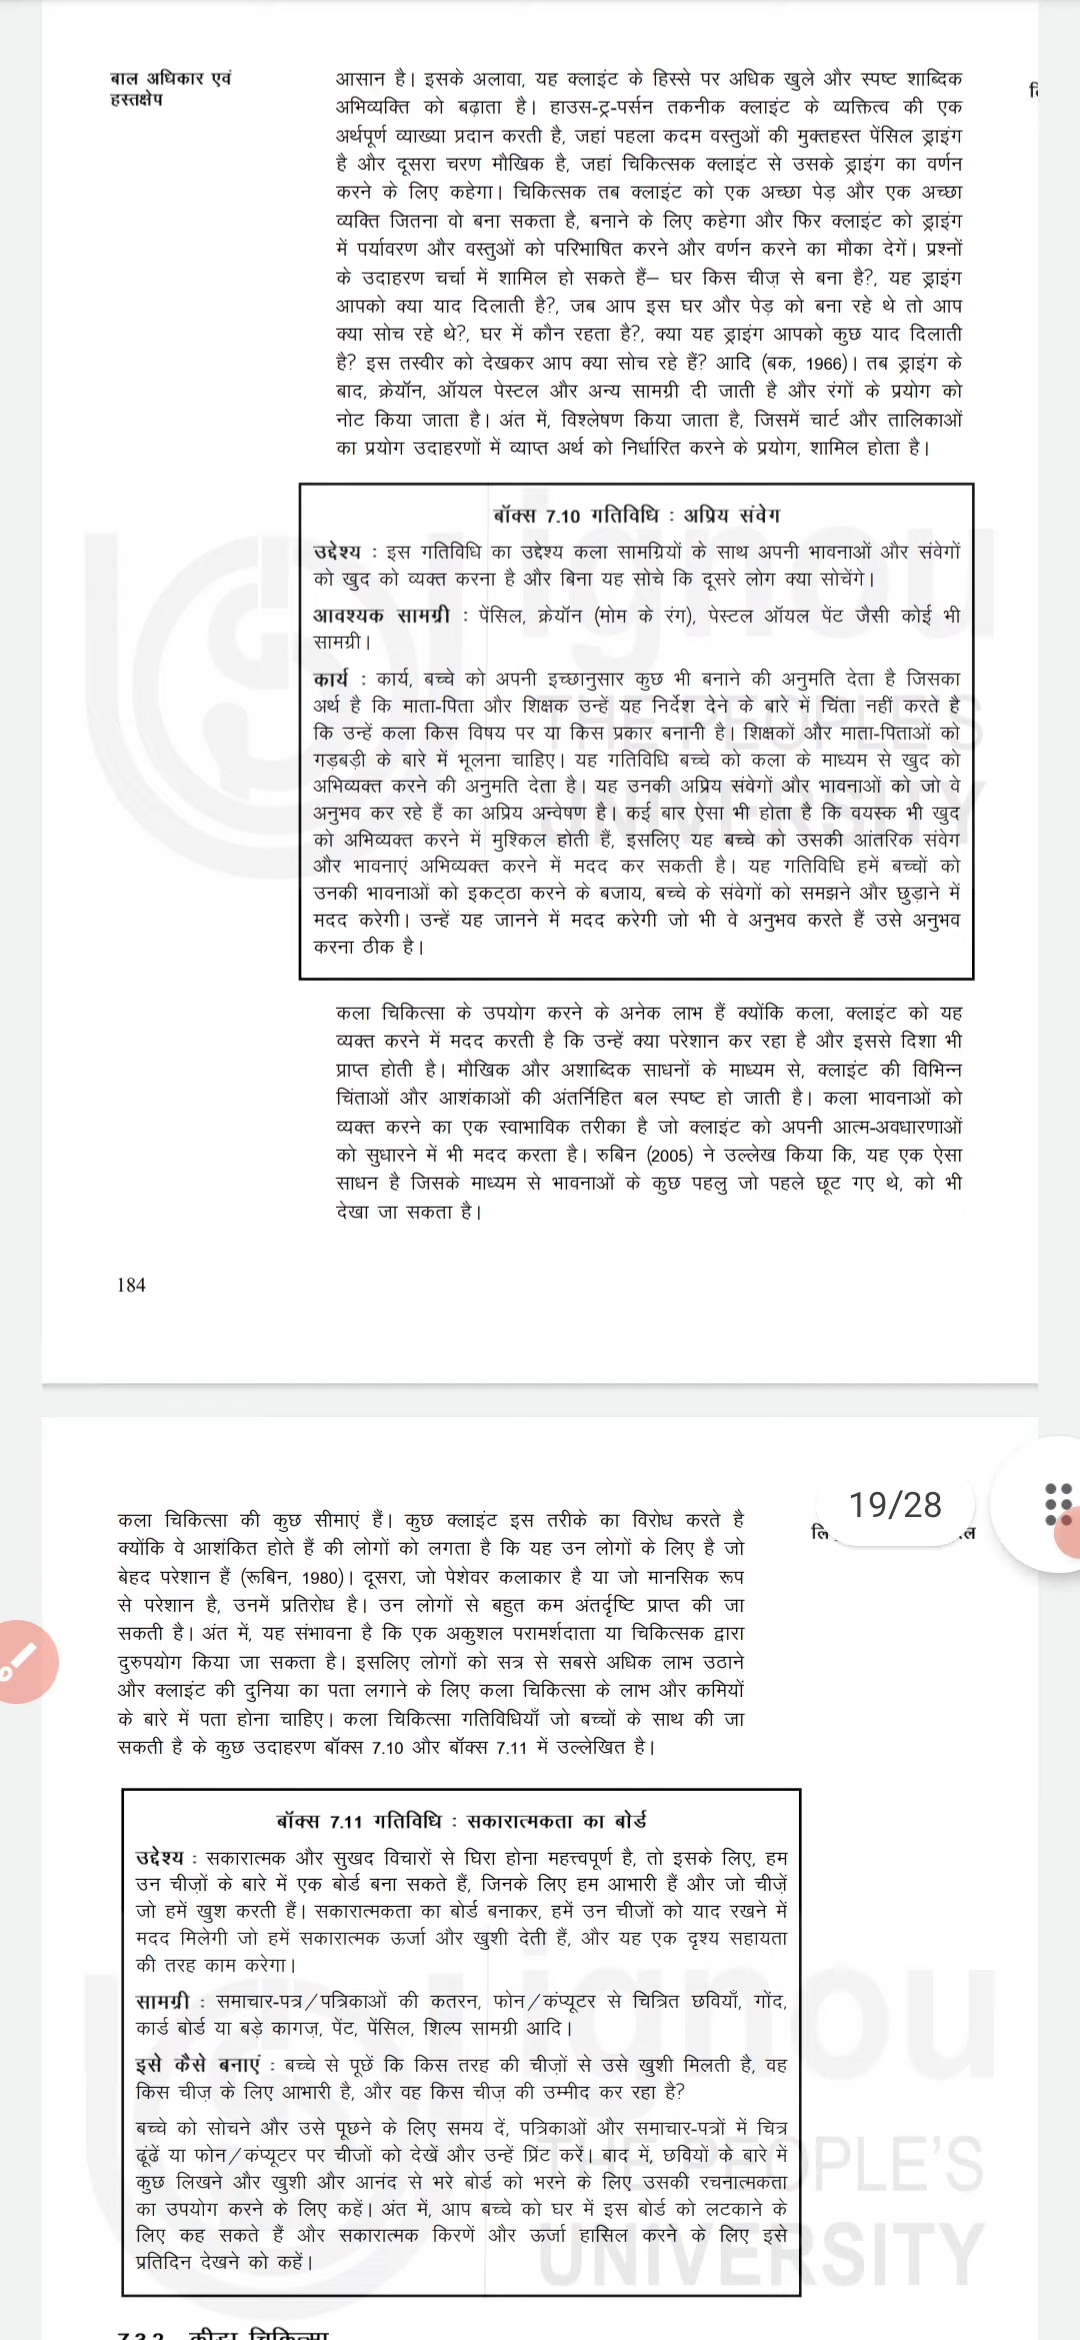 बाल अधिकार एवं
हस्तक्षेप
आसान है। इसके अलावा, यह क्लाइंट के हिस्से पर अधिक खुले और स्पष्ट शाब्दिक
अभिव्यक्ति को बढ़ाता है। हाउस-ट्र-पर्सन तकनीक क्लाइंट के व्यक्तित्व की एक
अर्थपूर्ण व्याख्या प्रदान करती है, जहां पहला कदम वस्तुओं की मुक्तहस्त पेंसिल ड्राइंग
है और दूसरा चरण मौखिक है, जहां चिकित्सक क्लाइंट से उसके ड्राइंग का वर्णन
करने के लिए कहेगा। चिकित्सक तब क्लाइंट को एक अच्छा पेड़ और एक अच्छा
व्यक्ति जितना वो बना सकता है, बनाने के लिए कहेगा और फिर क्लाइंट को ड्राइंग
में पर्यावरण और वस्तुओं को परिभाषित करने और वर्णन करने का मौका देगें। प्रश्नों
के उदाहरण चर्चा में शामिल हो सकते हैं– घर किस चीज़ से बना है?, यह ड्राइंग
आपको क्या याद दिलाती है?, जब आप इस घर और पेड़ को बना रहे थे तो आप
क्या सोच रहे थे?, घर में कौन रहता है?, क्या यह ड्राइंग आपको कुछ याद दिलाती
है? इस तस्वीर को देखकर आप क्या सोच रहे हैं? आदि (बक, 1966)। तब ड्राइंग के
बाद, क्रेयॉन, ऑयल पेस्टल और अन्य सामग्री दी जाती है और रंगों के प्रयोग को
नोट किया जाता है। अंत में, विश्लेषण किया जाता है, जिसमें चार्ट और तालिकाओं
का प्रयोग उदाहरणों में व्याप्त अर्थ को निर्धारित करने के प्रयोग, शामिल होता है।
बॉक्स 7.10 गतिविधि : अप्रिय संवेग
उद्देश्य : इस गतिविधि का उद्देश्य कला सामग्रियों के साथ अपनी भावनाओं और संवेगों
को खुद को व्यक्त करना है और बिना यह सोचे कि दूसरे लोग क्या सोचेंगे।
आवश्यक सामग्री : पेंसिल, क्रेयॉन (मोम के रंग), पेस्टल ऑयल पेंट जैसी कोई भी
सामग्री।
कार्य : कार्य, बच्चे को अपनी इच्छानुसार कुछ भी बनाने की अनुमति देता है जिसका
अर्थ है कि माता-पिता और शिक्षक उन्हें यह निर्देश देने के बारे में चिंता नहीं करते है
कि उन्हें कला किस विषय पर या किस प्रकार बनानी है। शिक्षकों और माता-पिताओं को
गड़बड़ी के बारे में भूलना चाहिए। यह गतिविधि बच्चे को कला के माध्यम से खुद को
अभिव्यक्त करने की अनुमति देता है। यह उनकी अप्रिय संवेगों और भावनाओं को जो वे
अनुभव कर रहे हैं का अप्रिय अन्वेषण है। कई बार ऐसा भी होता है कि वयस्क भी खुद
को अभिव्यक्त करने में मुश्किल होती हैं, इसलिए यह बच्चे को उसकी आंतरिक संवेग
और भावनाएं अभिव्यक्त करने में मदद कर सकती है। यह गतिविधि हमें बच्चों को
उनकी भावनाओं को इकट्ठा करने के बजाय, बच्चे के संवेगों को समझने और छुड़ाने में
मदद करेगी। उन्हें यह जानने में मदद करेगी जो भी वे अनुभव करते हैं उसे अनुभव
करना ठीक है।
कला चिकित्सा के उपयोग करने के अनेक लाभ हैं क्योंकि कला, क्लाइंट को यह
व्यक्त करने में मदद करती है कि उन्हें क्या परेशान कर रहा है और इससे दिशा भी
प्राप्त होती है। मौखिक और अशाब्दिक साधनों के माध्यम से, क्लाइंट की विभिन्न
चिंताओं और आशंकाओं की अंतर्निहित बल स्पष्ट हो जाती है। कला भावनाओं को
व्यक्त करने का एक स्वाभाविक तरीका है जो क्लाइंट को अपनी आत्म-अवधारणाओं
को सुधारने में भी मदद करता है। रुबिन (2005) ने उल्लेख किया कि, यह एक ऐसा
साधन है जिसके माध्यम से भावनाओं के कुछ पहलु जो पहले छूट गए थे, को भी
देखा जा सकता है।
184
19/28
कला चिकित्सा की कुछ सीमाएं हैं। कुछ क्लाइंट इस तरीके का विरोध करते है
क्योंकि वे आशंकित होते हैं की लोगों को लगता है कि यह उन लोगों के लिए है जो
बेहद परेशान हैं (रूबिन, 1980)। दूसरा, जो पेशेवर कलाकार है या जो मानसिक रूप
से परेशान है, उनमें प्रतिरोध है। उन लोगों से बहुत कम अंतर्दृष्टि प्राप्त की जा
सकती है। अंत में, यह संभावना है कि एक अकुशल परामर्शदाता या चिकित्सक द्वारा
दुरुपयोग किया जा सकता है। इसलिए लोगों को सत्र से सबसे अधिक लाभ उठाने
और क्लाइंट की दुनिया का पता लगाने के लिए कला चिकित्सा के लाभ और कमियों
के बारे में पता होना चाहिए। कला चिकित्सा गतिविधियाँ जो बच्चों के साथ की जा
सकती है के कुछ उदाहरण बॉक्स 7.10 और बॉक्स 7.11 में उल्लेखित है।
बॉक्स 7.11 गतिविधि : सकारात्मकता का बोर्ड
उद्देश्य : सकारात्मक और सुखद विचारों से घिरा होना महत्त्वपूर्ण है, तो इसके लिए, हम
उन चीज़ों के बारे में एक बोर्ड बना सकते हैं, जिनके लिए हम आभारी हैं और जो चीज़ें
जो हमें खुश करती हैं। सकारात्मकता का बोर्ड बनाकर, हमें उन चीजों को याद रखने में
मदद मिलेगी जो हमें सकारात्मक ऊर्जा और खुशी देती हैं, और यह एक दृश्य सहायता
की तरह काम करेगा।
सामग्री : समाचार-पत्र/पत्रिकाओं की कतरन, फोन/कंप्यूटर से चित्रित छवियाँ, गोंद,
कार्ड बोर्ड या बड़े कागज़, पेंट, पेंसिल, शिल्प सामग्री आदि।
इसे कैसे बनाएं : बच्चे से पूछें कि किस तरह की चीज़ों से उसे खुशी मिलती है, वह
किस चीज़ के लिए आभारी है, और वह किस चीज़ की उम्मीद कर रहा है?
बच्चे को सोचने और उसे पूछने के लिए समय दें, पत्रिकाओं और समाचार-पत्रों में चित्र
ढूंढें या फोन/कंप्यूटर पर चीजों को देखें और उन्हें प्रिंट करें। बाद में, छवियों के बारे में
कुछ लिखने और खुशी और आनंद से भरे बोर्ड को भरने के लिए उसकी रचनात्मकता
का उपयोग करने के लिए कहें। अंत में, आप बच्चे को घर में इस बोर्ड को लटकाने के
लिए कह सकते हैं और सकारात्मक किरणें और ऊर्जा हासिल करने के लिए इसे
प्रतिदिन देखने को कहें।
ignou
THE PEOPLE'S
UNIVERSITY